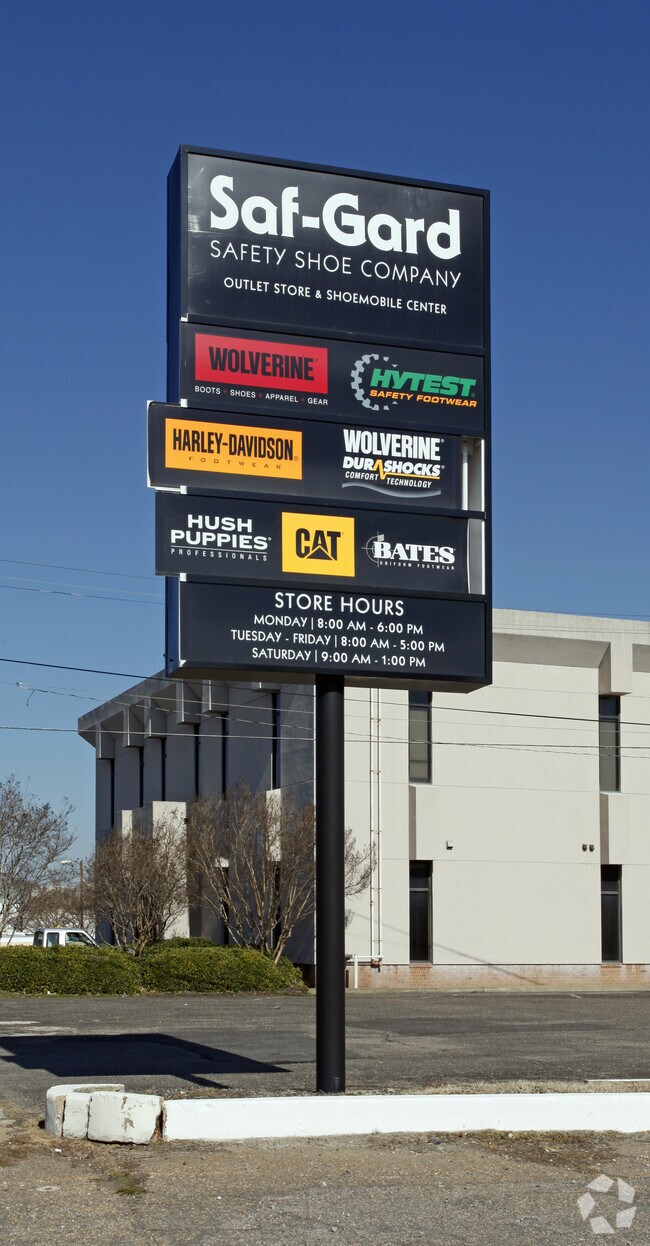 Saf-Gard
SAFETY SHOE COMPANY
OUTLET STORE & SHOEMOBILE CENTER
WOLVERINE
BOOTS • SHOES • APPAREL • GEAR
HYTEST
SAFETY FOOTWEAR
HARLEY-DAVIDSON
FOOTWEAR
WOLVERINE
DURASHOCKS
COMFORT TECHNOLOGY
HUSH
PUPPIES
PROFESSIONALS
CAT
BATES
UNIFORM FOOTWEAR
STORE HOURS
MONDAY | 8:00 AM - 6:00 PM
TUESDAY - FRIDAY | 8:00 AM - 5:00 PM
SATURDAY | 9:00 AM - 1:00 PM